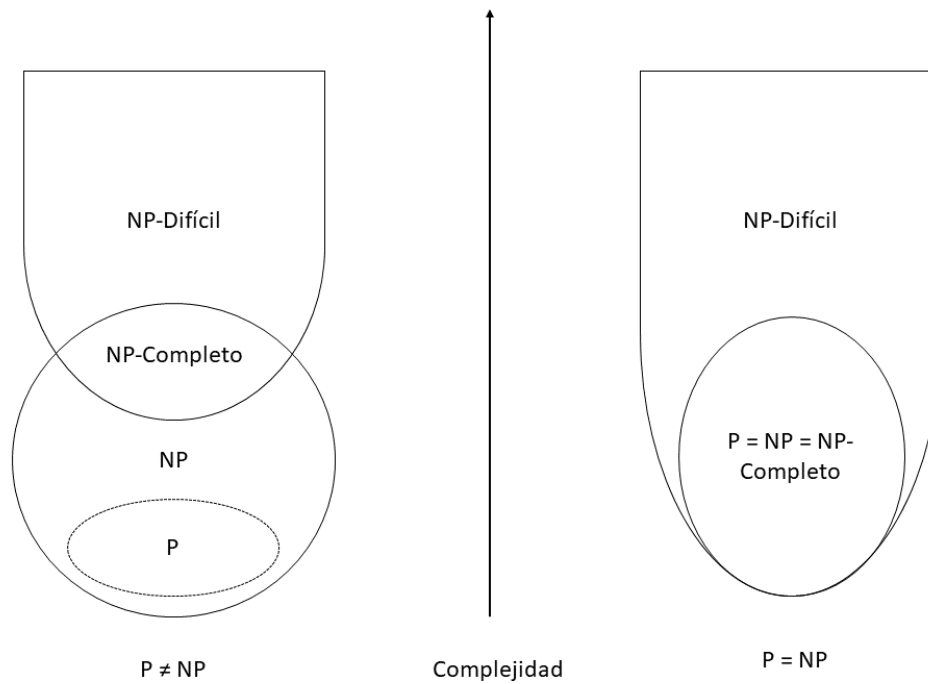 NP-Difícil
NP-Completo
NP
P
P ≠ NP
Complejidad
NP-Difícil
P = NP = NP-
Completo
P = NP